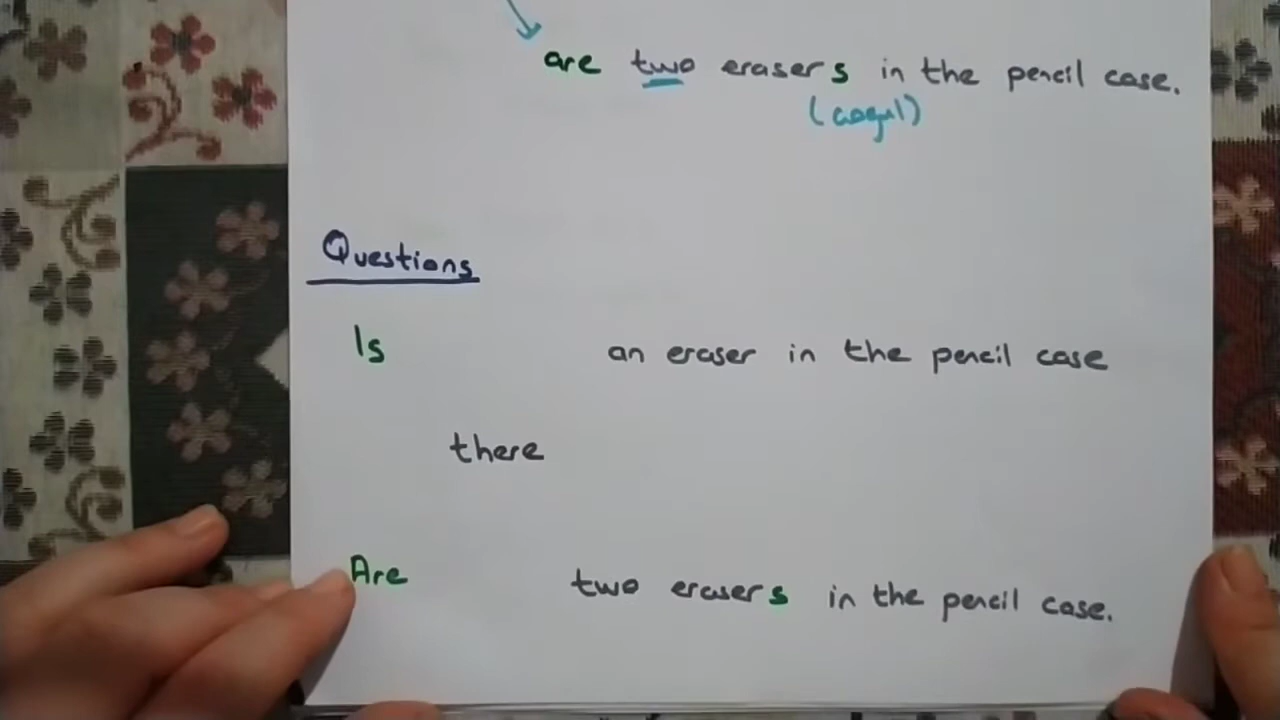 are two erasers in the pencil case.
(çoğul)
Questions
Is an eraser in the pencil case
there
Are two erasers in the pencil case.